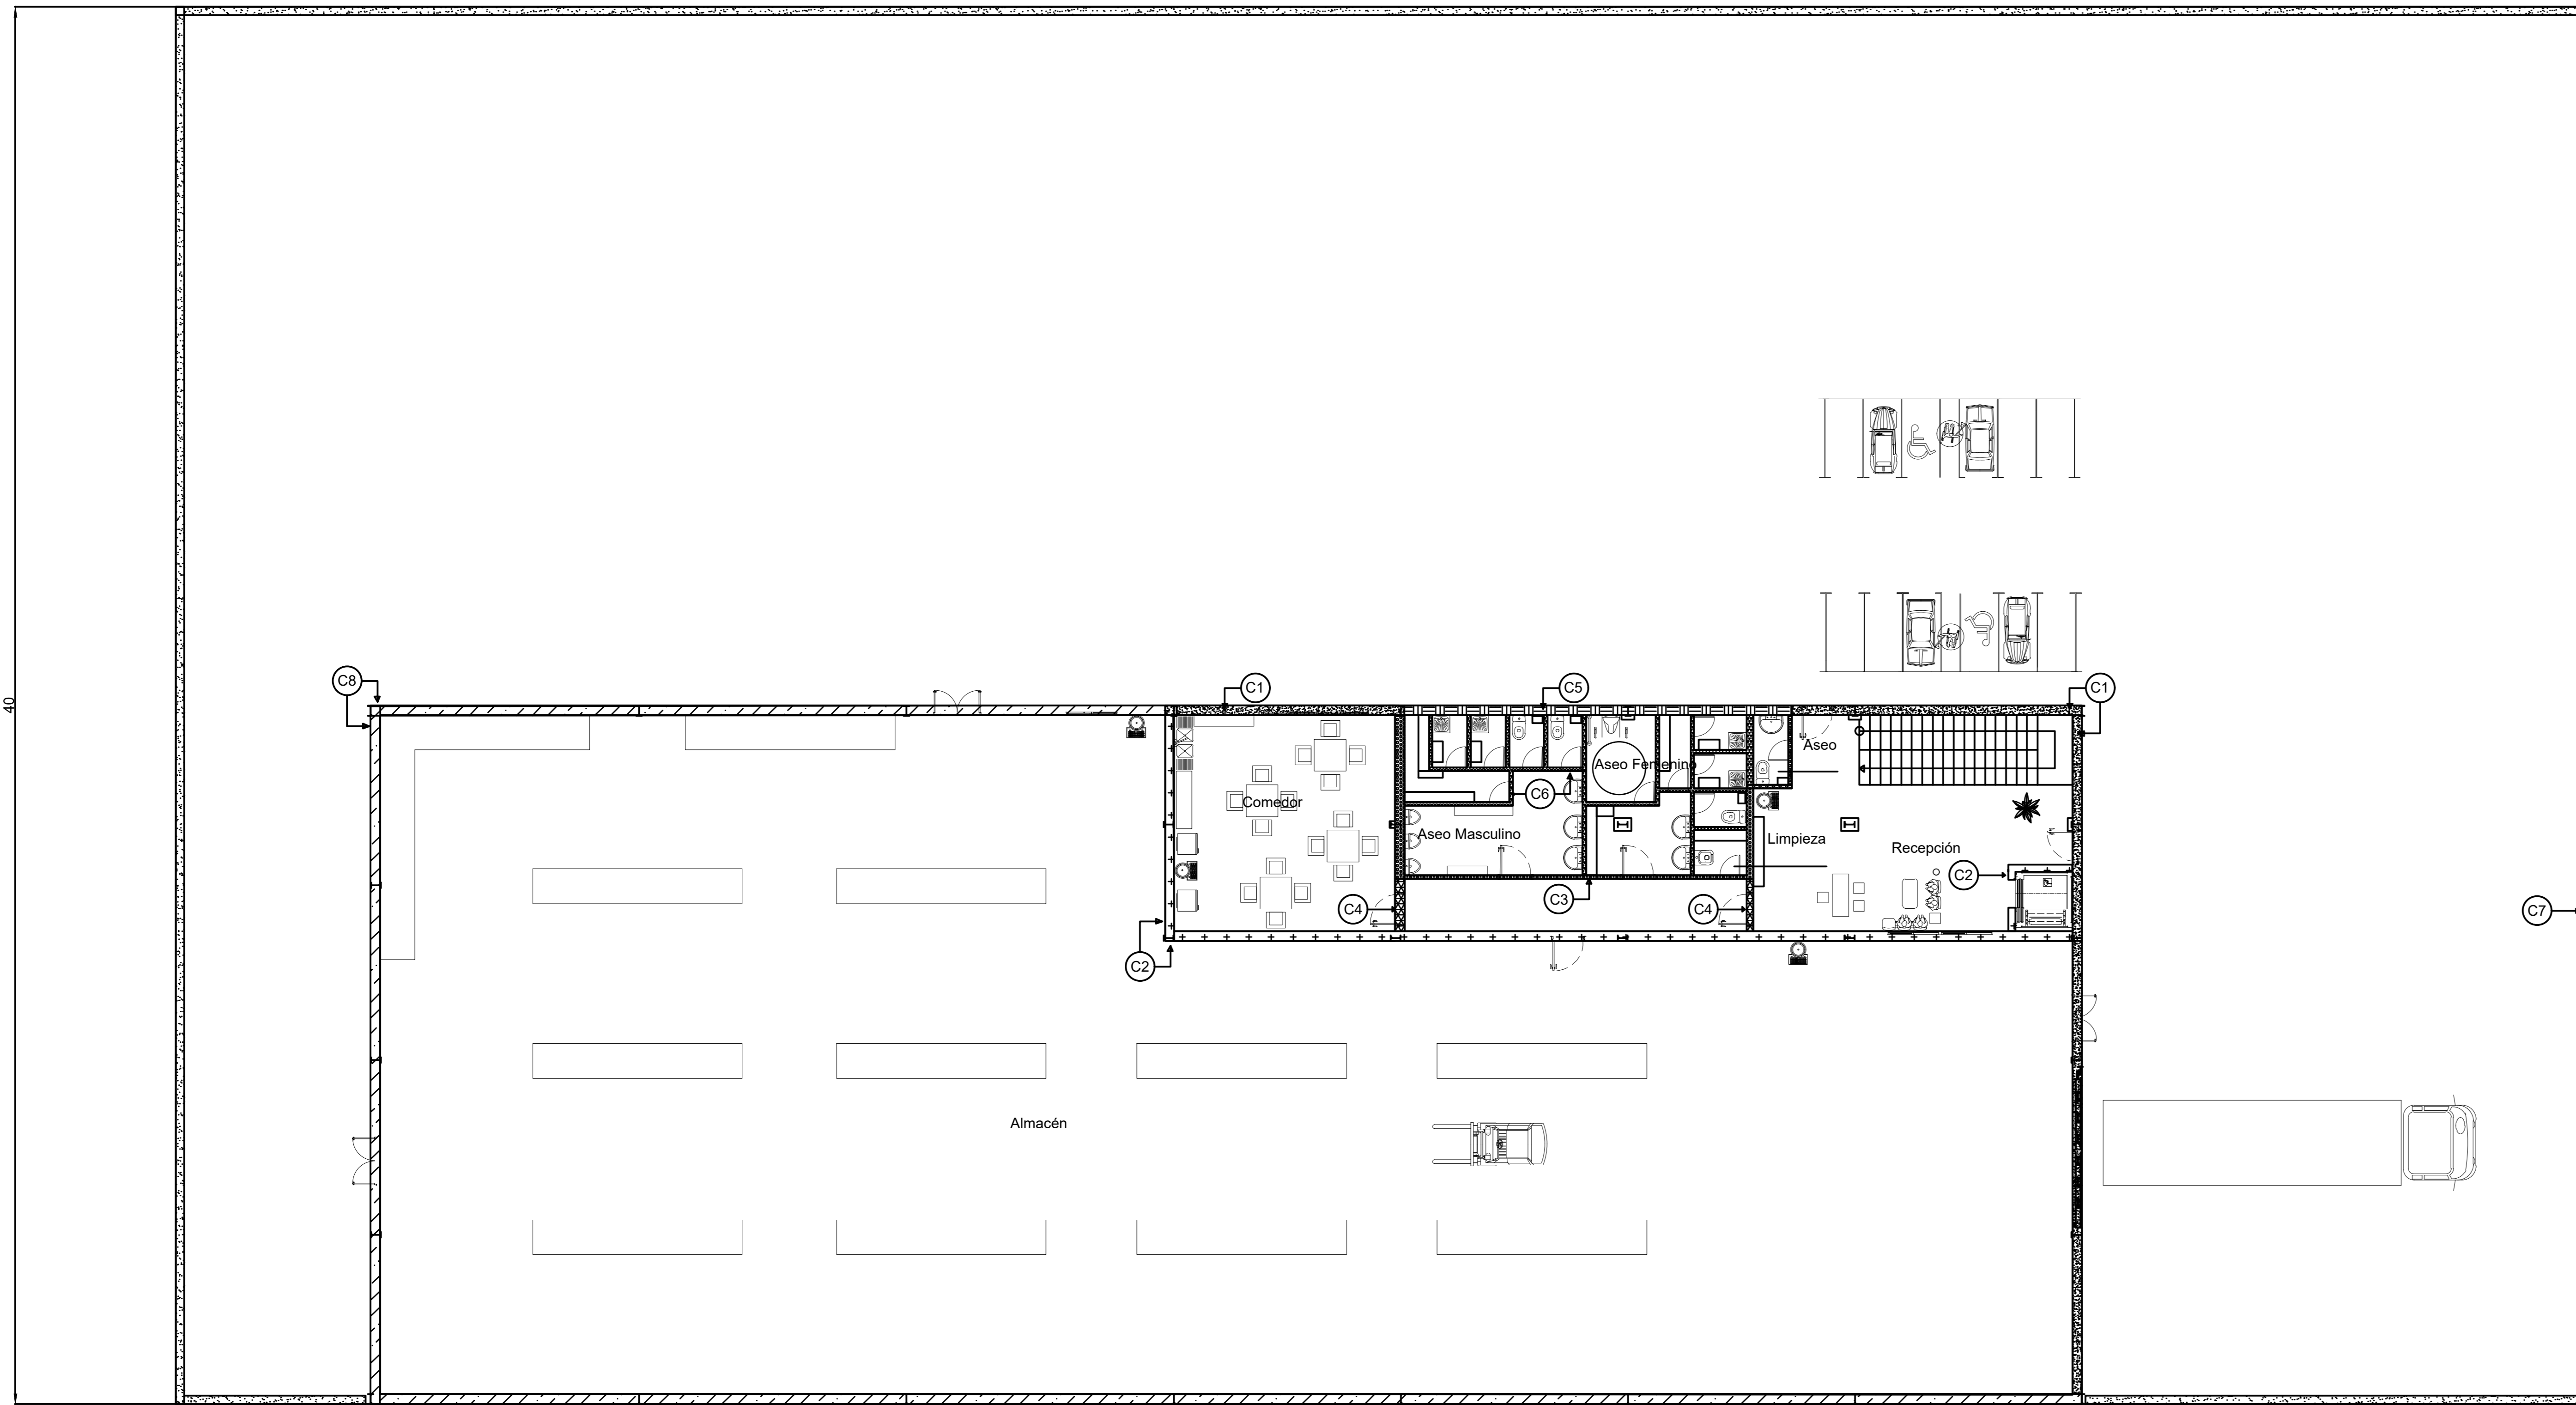 40
C8
C1
C5
C1
Aseo
Aseo Femenino
C6
Comedor
Aseo Masculino
Limpieza
Recepción
C2
C3
C4
C4
C7
C2
Almacén